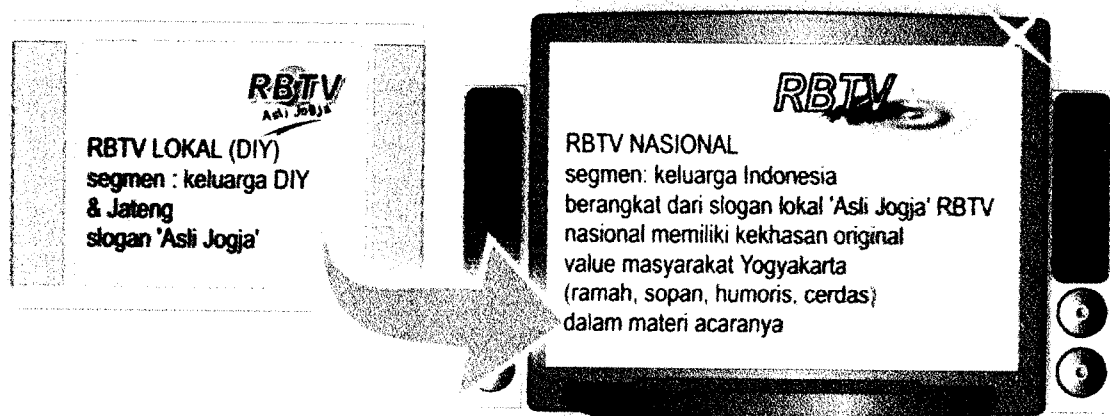 RBTV
Asli Jogja
RBTV LOKAL (DIY)
segmen : keluarga DIY
& Jateng
slogan 'Asli Jogja'
RBTV
RBTV NASIONAL
segmen: keluarga Indonesia
berangkat dari slogan lokal 'Asli Jogja' RBTV
nasional memiliki kekhasan original
value masyarakat Yogyakarta
(ramah, sopan, humoris, cerdas)
dalam materi acaranya